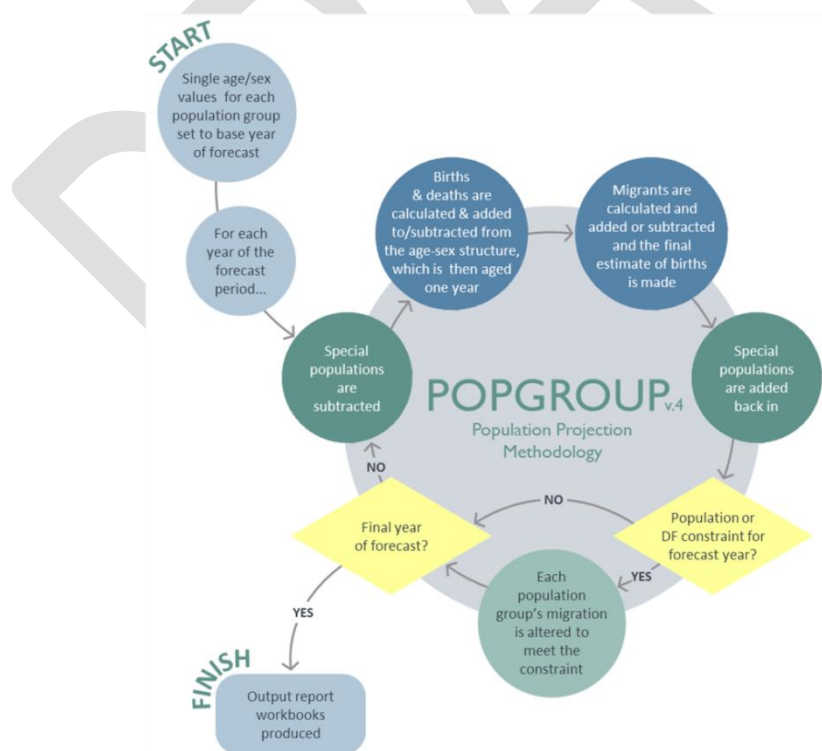 START
Single age/sex
values for each
population group
set to base year
of forecast
For each
year of the
forecast
period...
Special
populations
are
subtracted
Births
& deaths are
calculated & added
to/subtracted from
the age-sex structure,
which is then aged
one year
Migrants are
calculated and
added or subtracted
and the final
estimate of births
is made
Special
populations
are added
back in
POPGROUP v.4
Population Projection
Methodology
Population or
DF constraint for
forecast year?
NO
YES
Each
population
group's migration
is altered to
meet the
constraint
Final year
of forecast?
NO
YES
FINISH
Output report
workbooks
produced